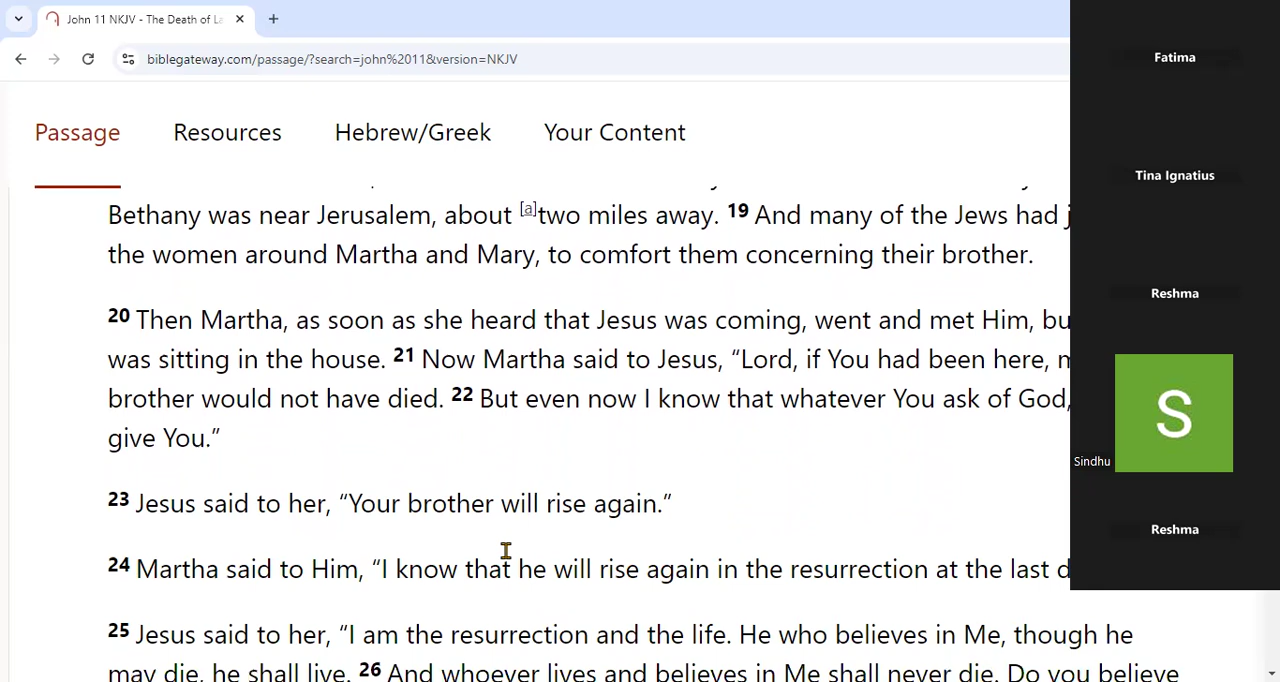 John 11 NKJV - The Death of La
biblegateway.com/passage/?search=john%2011&version=NKJV
Passage Resources Hebrew/Greek Your Content
Bethany was near Jerusalem, about [a]two miles away. 19 And many of the Jews had
the women around Martha and Mary, to comfort them concerning their brother.
20 Then Martha, as soon as she heard that Jesus was coming, went and met Him,
was sitting in the house. 21 Now Martha said to Jesus, “Lord, if You had been here,
brother would not have died. 22 But even now I know that whatever You ask of God,
give You.”
23 Jesus said to her, “Your brother will rise again.”
24 Martha said to Him, “I know that he will rise again in the resurrection at the last
25 Jesus said to her, “I am the resurrection and the life. He who believes in Me, though he
may die, he shall live. 26 And whoever lives and believes in Me shall never die. Do you believe
Fatima
Tina Ignatius
Reshma
S
Sindhu
Reshma